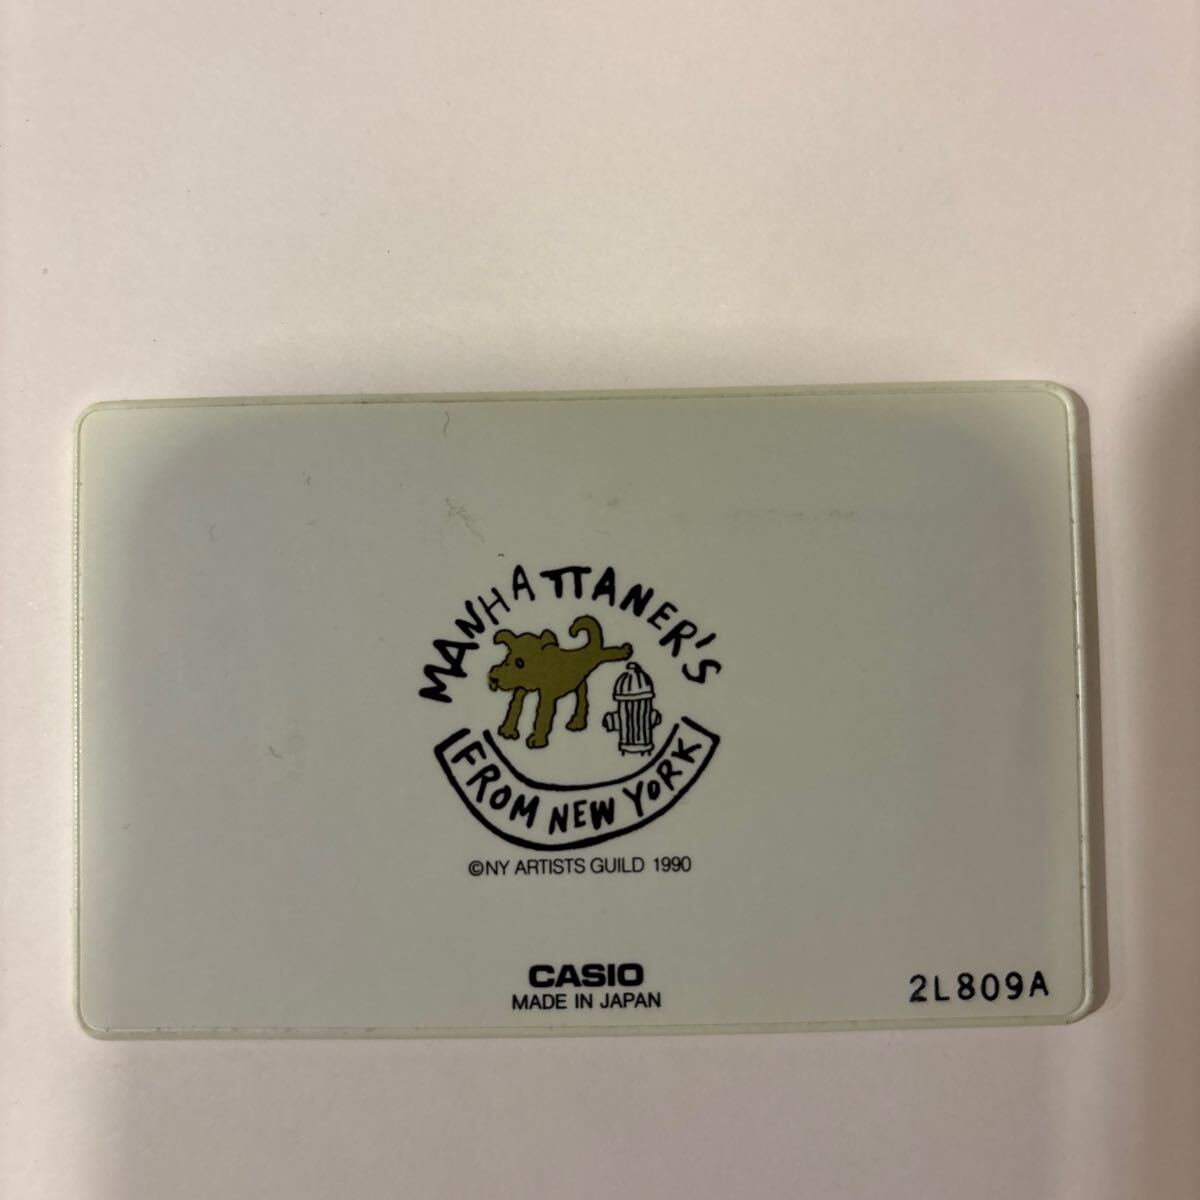 MANHATTANER'S
FROM NEW YORK
©NY ARTISTS GUILD 1990
CASIO
MADE IN JAPAN
2L809A